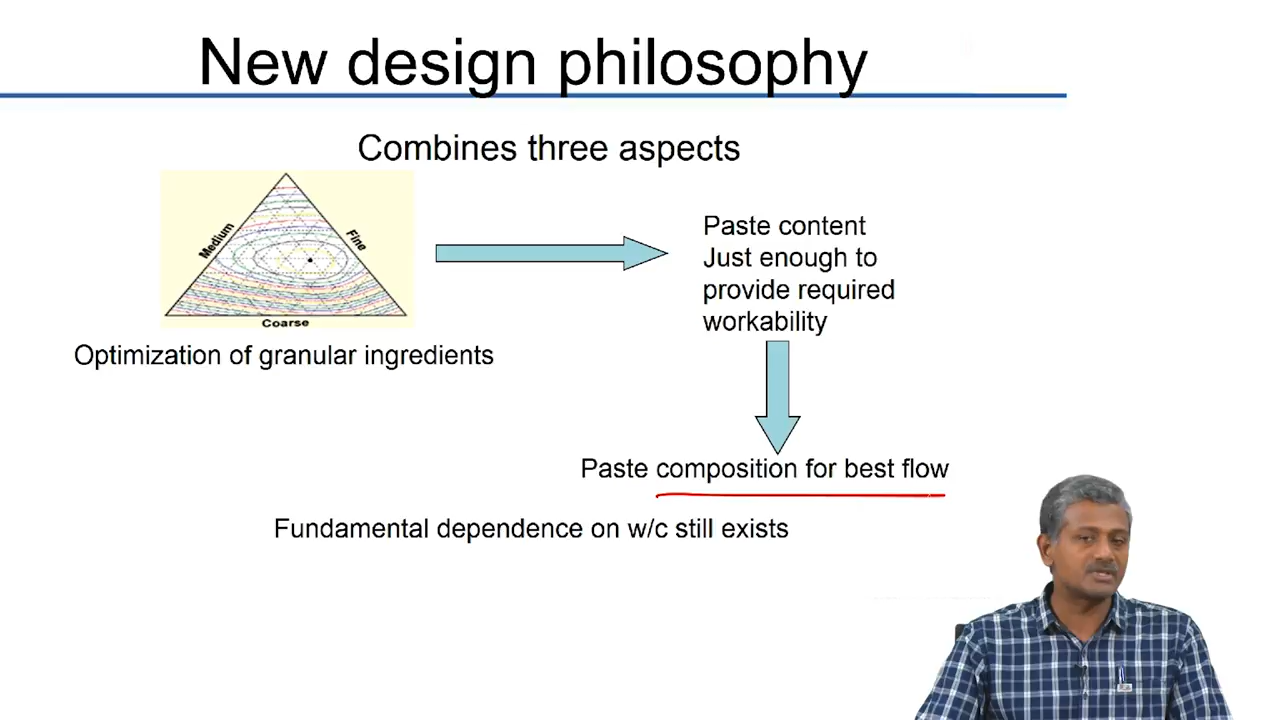 New design philosophy
Combines three aspects
Medium
Fine
Coarse
Optimization of granular ingredients
Paste content
Just enough to
provide required
workability
Paste composition for best flow
Fundamental dependence on w/c still exists